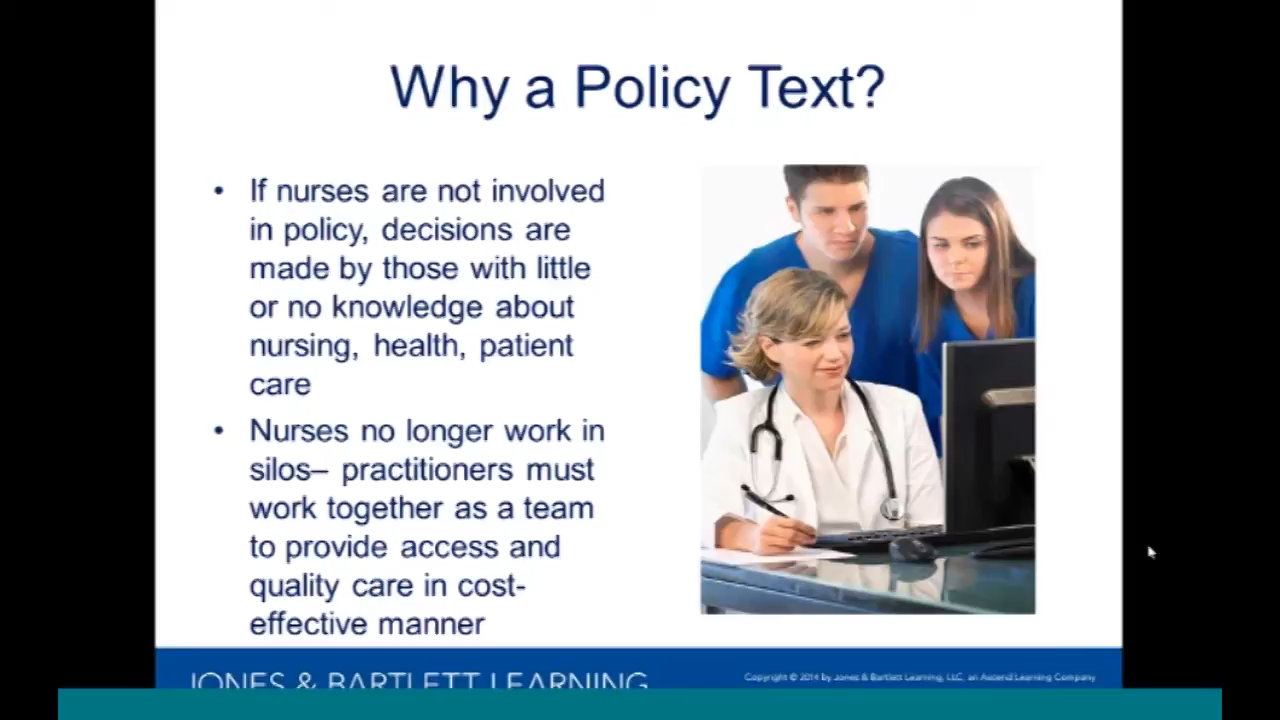 Why a Policy Text?
• If nurses are not involved
in policy, decisions are
made by those with little
or no knowledge about
nursing, health, patient
care
• Nurses no longer work in
silos– practitioners must
work together as a team
to provide access and
quality care in cost-
effective manner
JONES & BARTLETT LEARNING
Copyright © 2014 by Jones & Bartlett Learning, LLC, an Ascend Learning Company